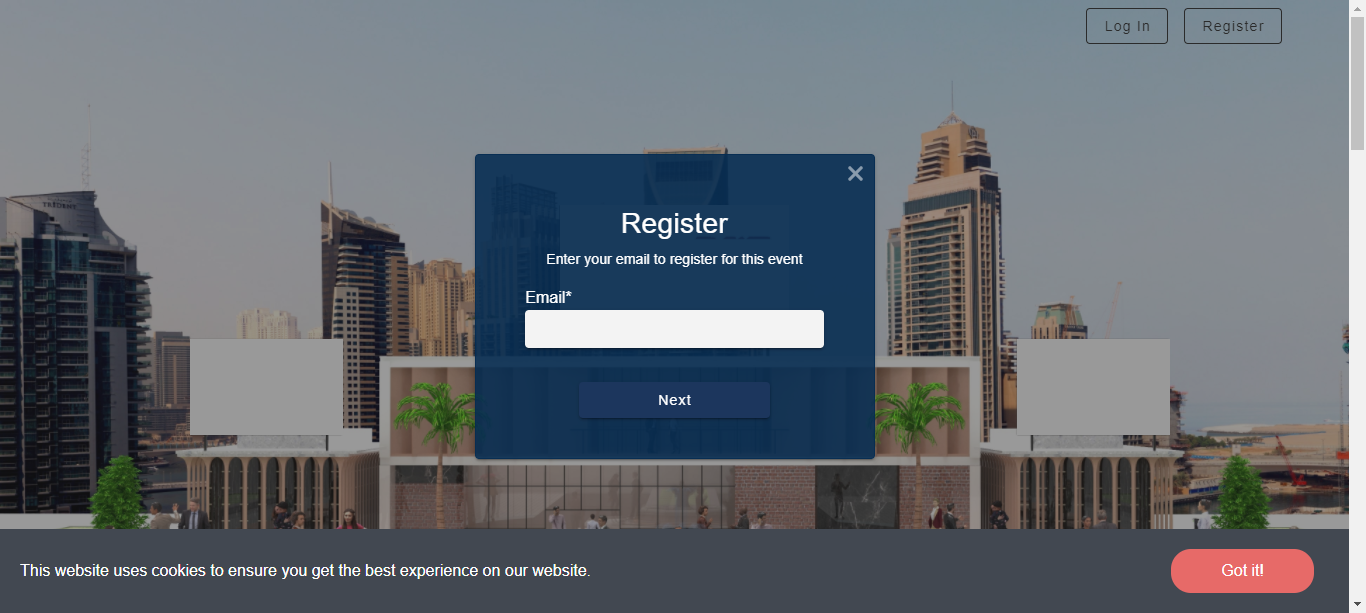 Log In
Register
TRIDENT
Register
Enter your email to register for this event
Email*
Next
This website uses cookies to ensure you get the best experience on our website.
Got it!